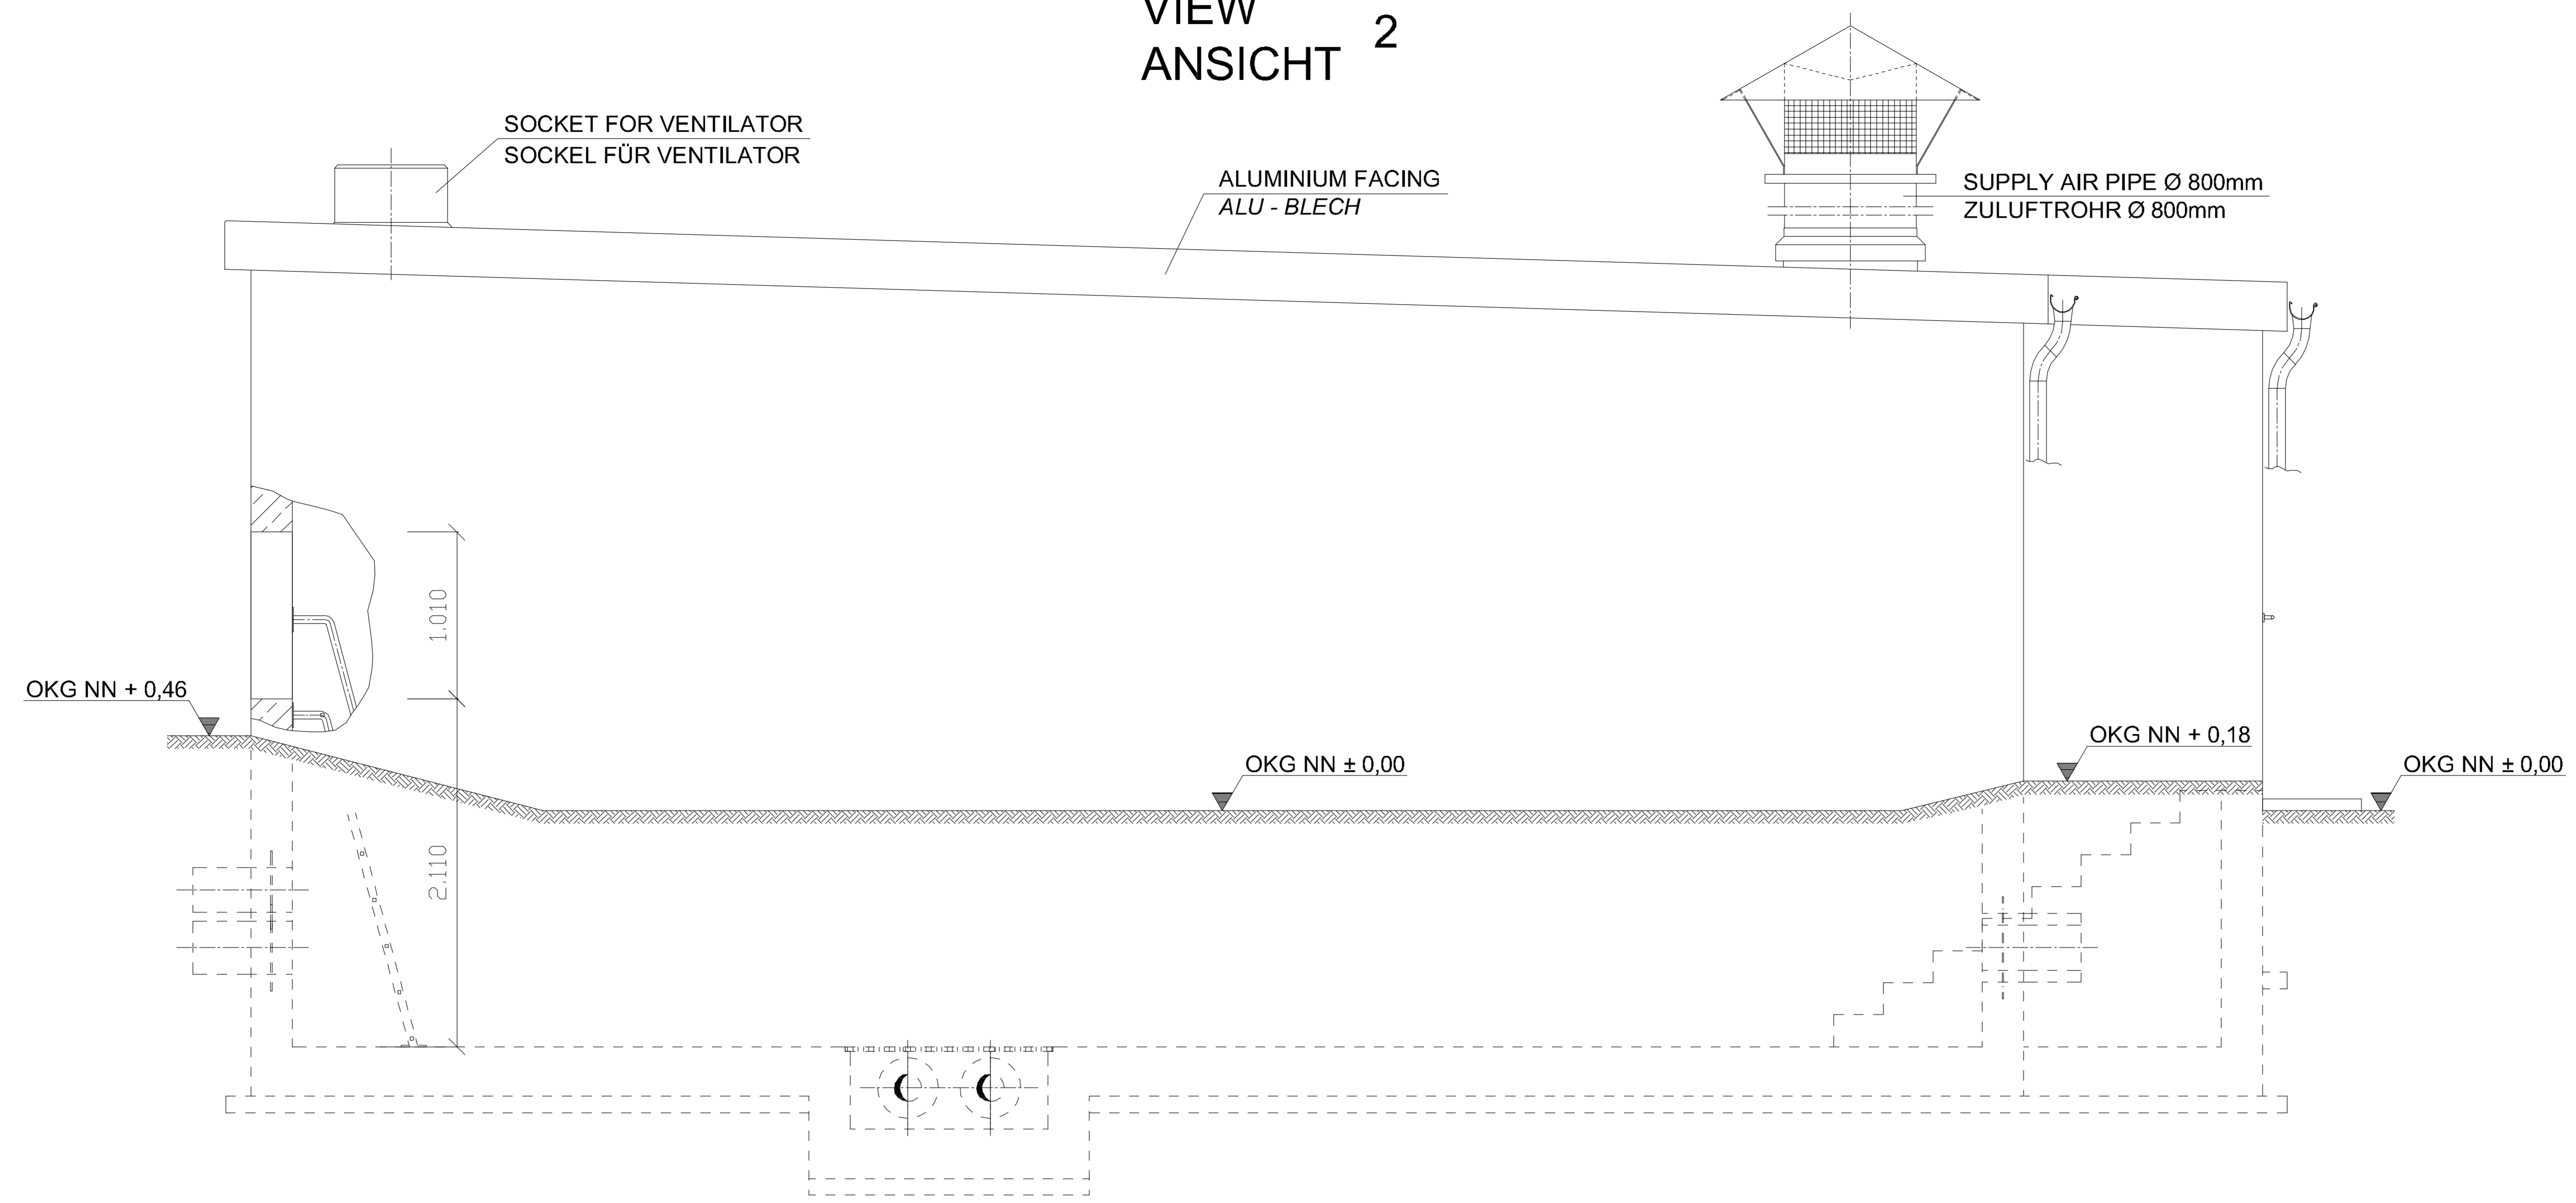 VIEW
ANSICHT 2
SOCKET FOR VENTILATOR
SOCKEL FÜR VENTILATOR
ALUMINIUM FACING
ALU - BLECH
SUPPLY AIR PIPE Ø 800mm
ZULUFTROHR Ø 800mm
1.010
OKG NN + 0,46
OKG NN ± 0,00
OKG NN + 0,18
OKG NN ± 0,00
2.110